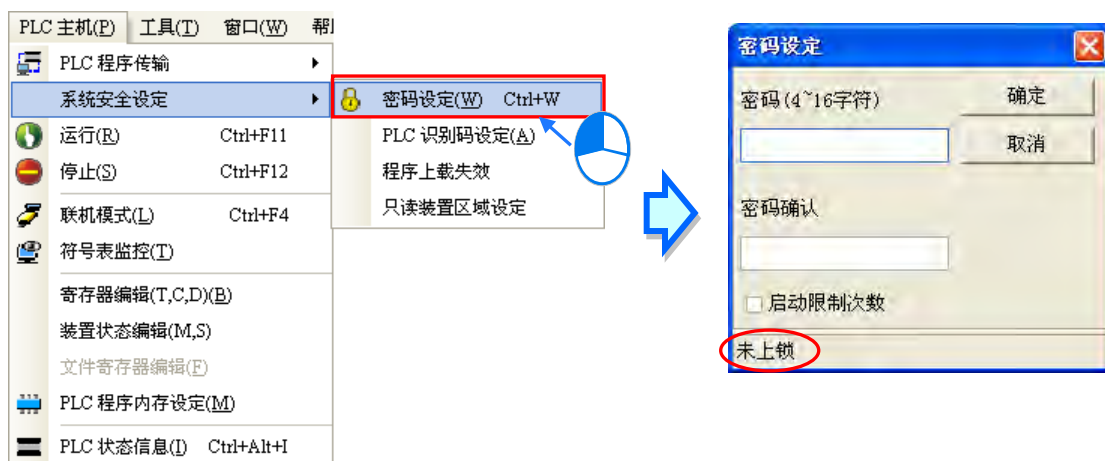 PLC 主机(P) 工具(T) 窗口(W)
PLC 程序传输
系统安全设定
运行(R) Ctrl+F11
停止(S) Ctrl+F12
联机模式(L) Ctrl+F4
符号表监控(T)
寄存器编辑(T,C,D)(B)
装置状态编辑(M,S)
文件寄存器编辑(F)
PLC 程序内存设定(M)
PLC 状态信息(I) Ctrl+Alt+I
密码设定(W) Ctrl+W
PLC 识别码设定(A)
程序上载失效
只读装置区域设定
密码设定
密码(4~16字符)
确定
取消
密码确认
启动限制次数
未上锁